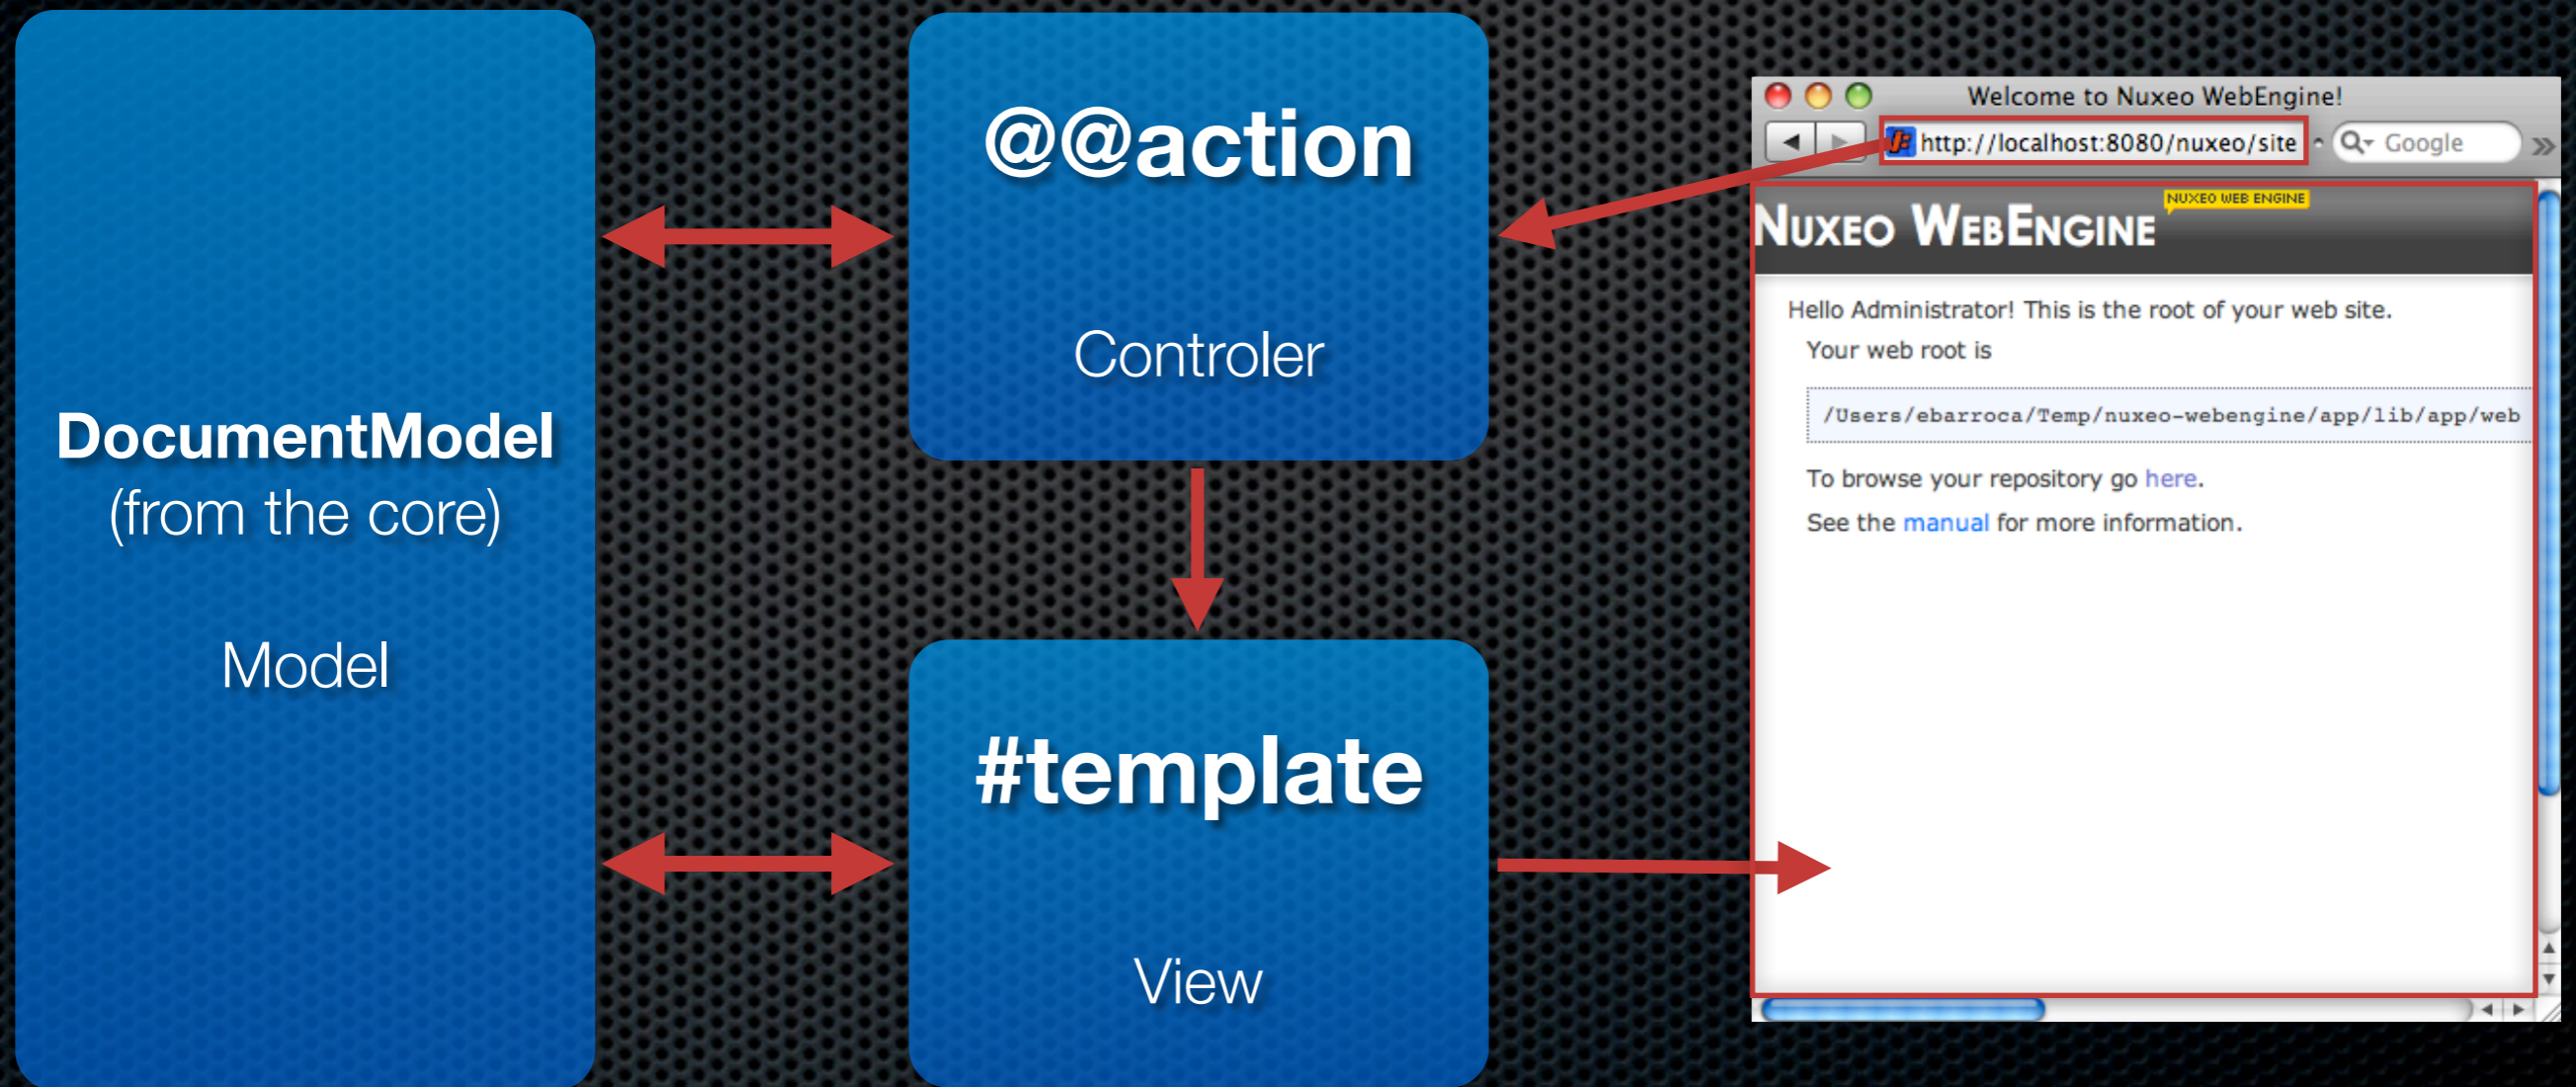 DocumentModel
(from the core)
Model
@@action
Controler
#template
View
Welcome to Nuxeo WebEngine!
http://localhost:8080/nuxeo/site
Google
NUXEO WEBENGINE
NUXEO WEB ENGINE
Hello Administrator! This is the root of your web site.
Your web root is
/Users/ebarroca/Temp/nuxeo-webengine/app/lib/app/web
To browse your repository go here.
See the manual for more information.